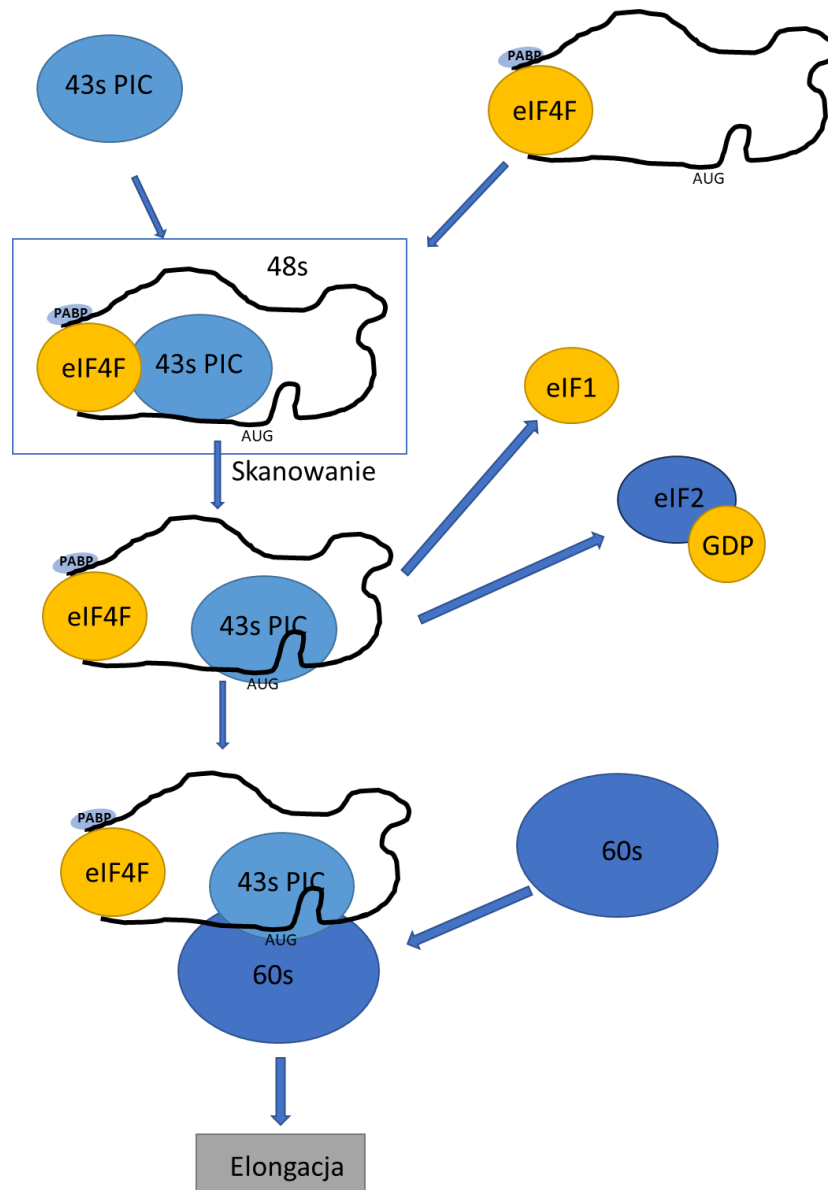 43s PIC
PABP
eIF4F
AUG
48s
PABP
eIF4F
43s PIC
AUG
Skanowanie
eIF1
eIF2
GDP
PABP
eIF4F
43s PIC
AUG
PABP
eIF4F
43s PIC
AUG
60s
60s
Elongacja